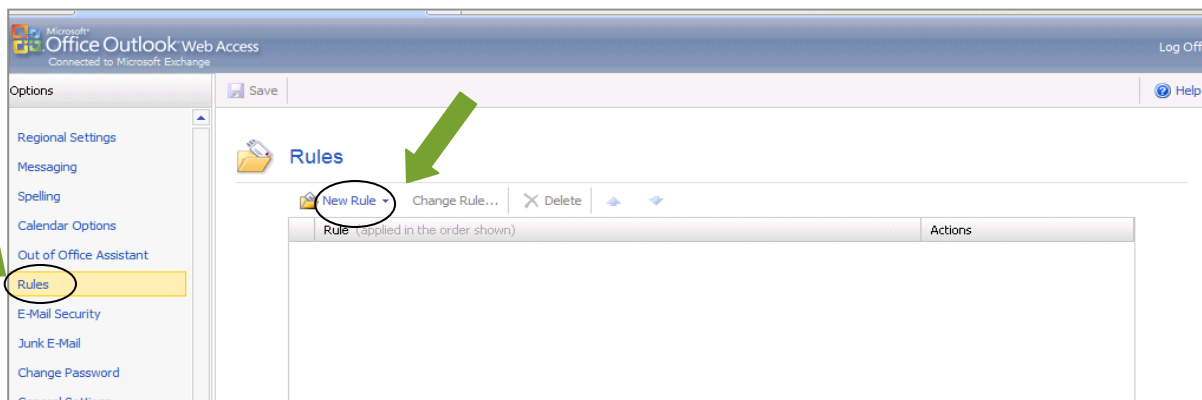 Microsoft®
Office Outlook Web Access
Connected to Microsoft Exchange
Log Off
Options
Save
Help
Regional Settings
Messaging
Spelling
Calendar Options
Out of Office Assistant
Rules
E-Mail Security
Junk E-Mail
Change Password
General Settings
Rules
New Rule
Change Rule...
Delete
Rule (applied in the order shown)
Actions